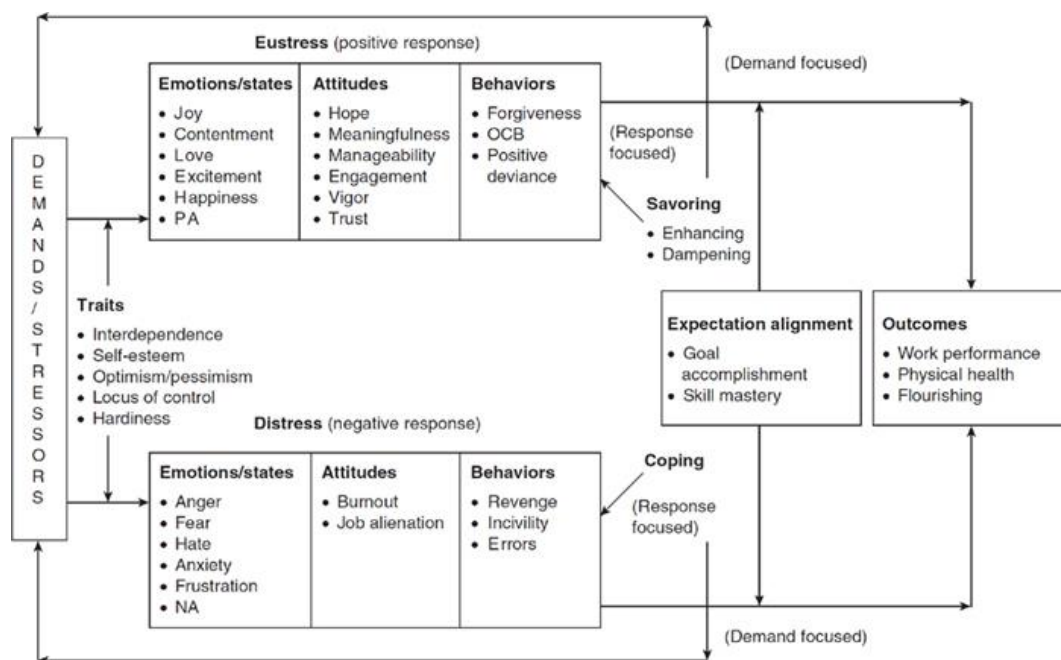 Eustress (positive response)
(Demand focused)
Emotions/states
• Joy
• Contentment
• Love
• Excitement
• Happiness
• PA
Attitudes
• Hope
• Meaningfulness
• Manageability
• Engagement
• Vigor
• Trust
Behaviors
• Forgiveness
• OCB
• Positive
deviance
(Response
focused)
Savoring
• Enhancing
• Dampening
DEMANDS/STRESSORS
Traits
• Interdependence
• Self-esteem
• Optimism/pessimism
• Locus of control
• Hardiness
Expectation alignment
• Goal
accomplishment
• Skill mastery
Outcomes
• Work performance
• Physical health
• Flourishing
Distress (negative response)
Emotions/states
• Anger
• Fear
• Hate
• Anxiety
• Frustration
• NA
Attitudes
• Burnout
• Job alienation
Behaviors
• Revenge
• Incivility
• Errors
Coping
(Response
focused)
(Demand focused)